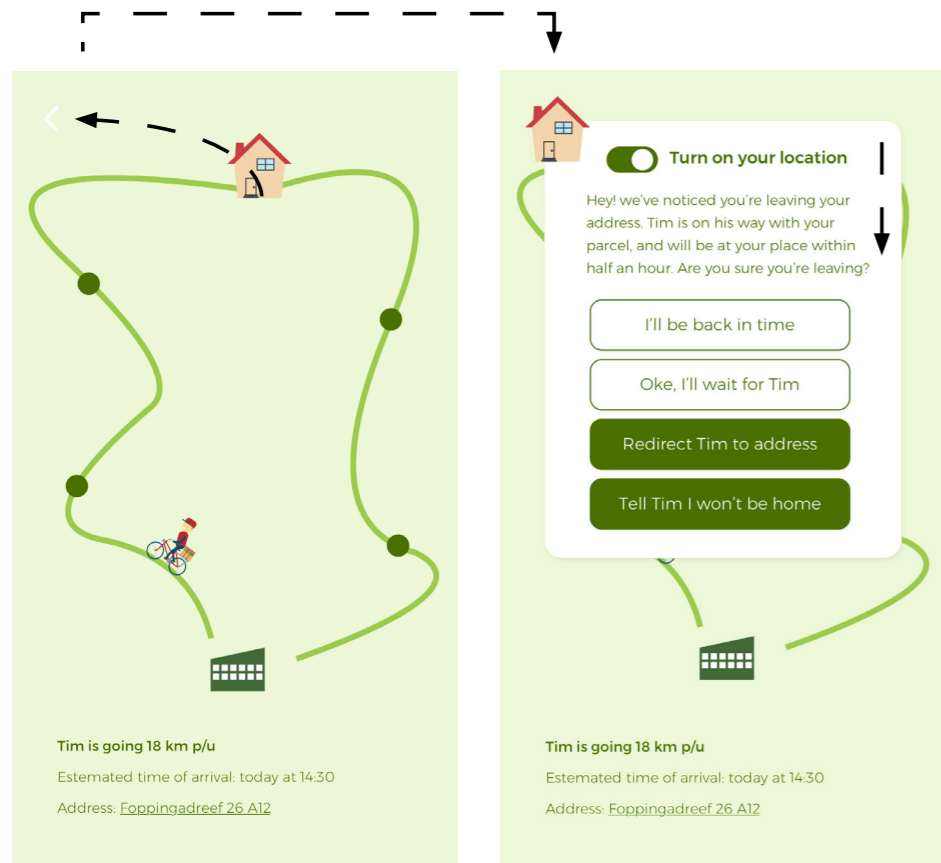 Tim is going 18 km p/u
Estemated time of arrival: today at 14:30
Address: Foppingadreef 26 A12
Turn on your location
Hey! we've noticed you're leaving your
address. Tim is on his way with your
parcel, and will be at your place within
half an hour. Are you sure you're leaving?
I'll be back in time
Oke, I'll wait for Tim
Redirect Tim to address
Tell Tim I won't be home
Tim is going 18 km p/u
Estemated time of arrival: today at 14:30
Address: Foppingadreef 26 A12